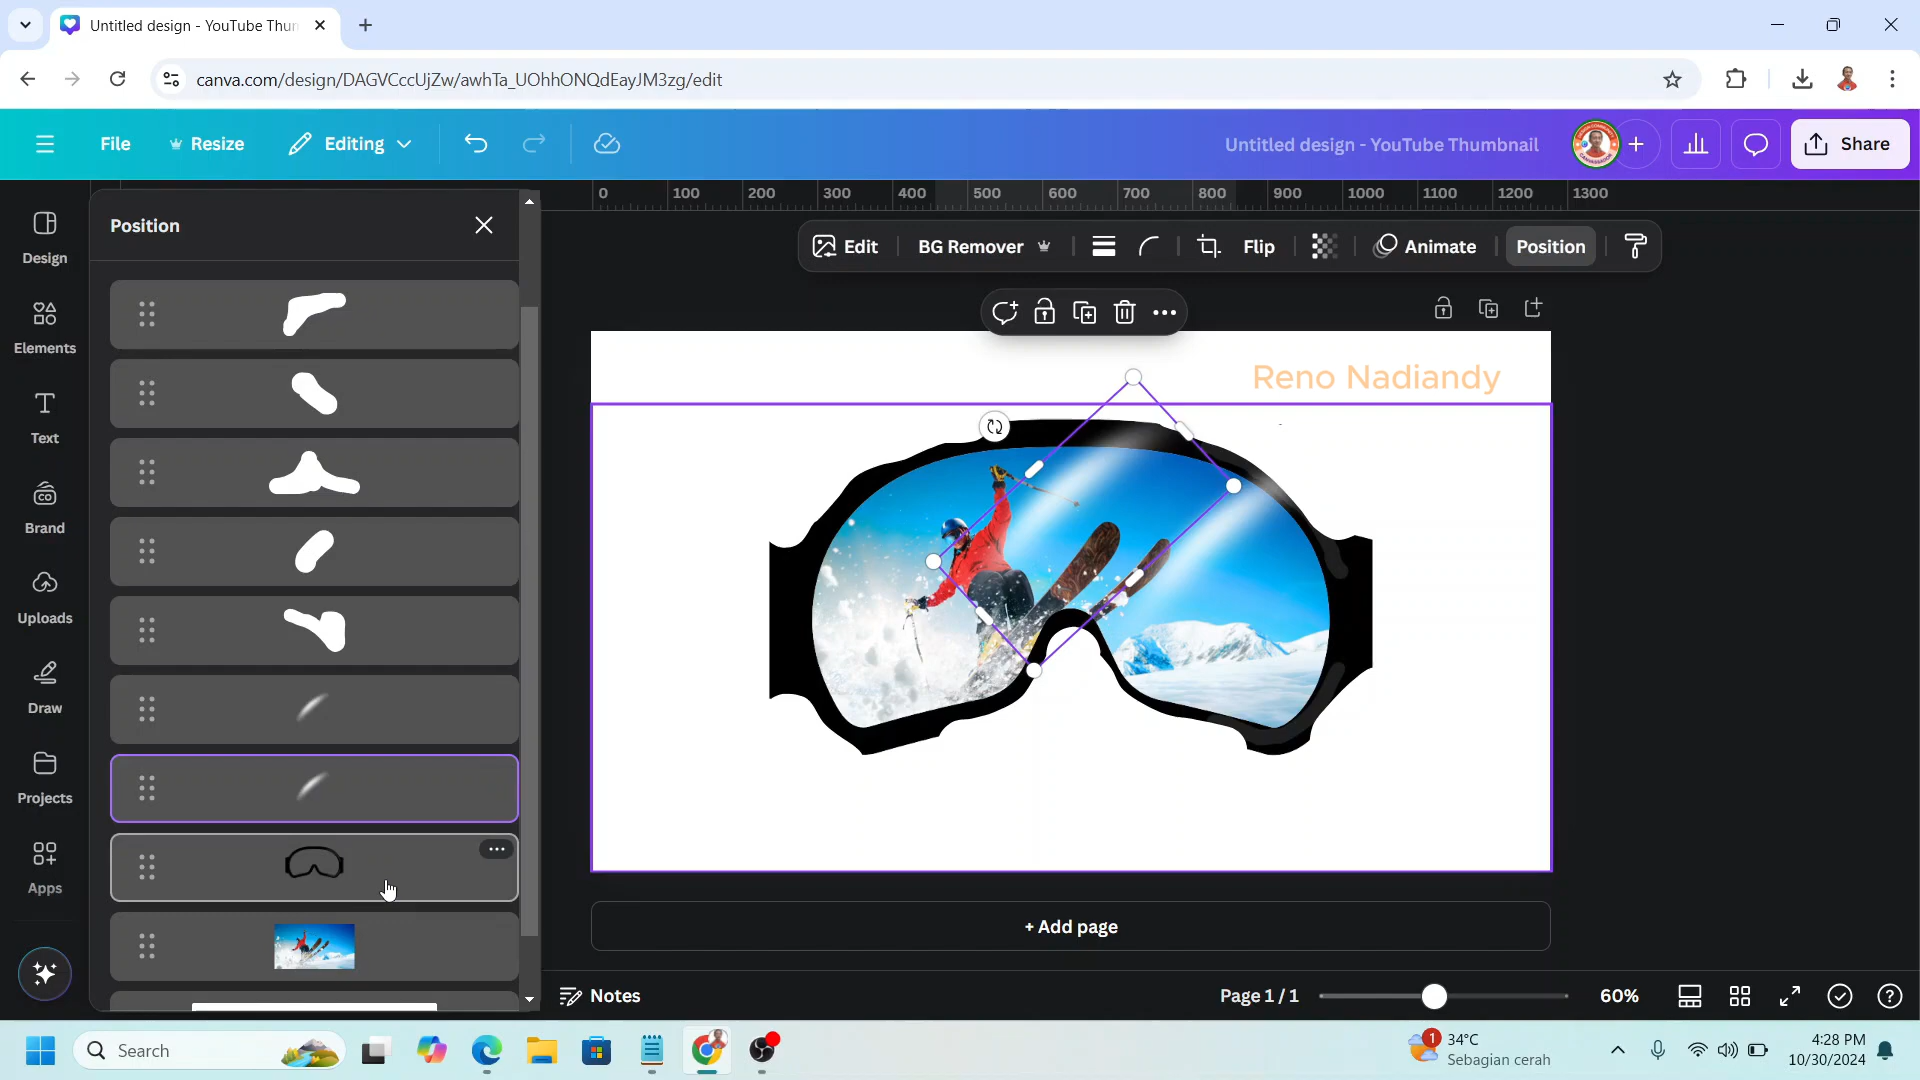 Untitled design - YouTube Thun
canva.com/design/DAGVCccUjZw/awhTa_UOhhONQdEayJM3zg/edit
File
Resize
Editing
Untitled design - YouTube Thumbnail
Share
Design
Elements
Text
Brand
Uploads
Draw
Projects
Apps
Position
0 100 200 300 400 500 600 700 800 900 1000 1100 1200 1300
Edit
BG Remover
Flip
Animate
Position
Reno Nadiandy
+ Add page
Notes
Page 1 / 1
60%
Search
1
34°C
Sebagian cerah
4:28 PM
10/30/2024